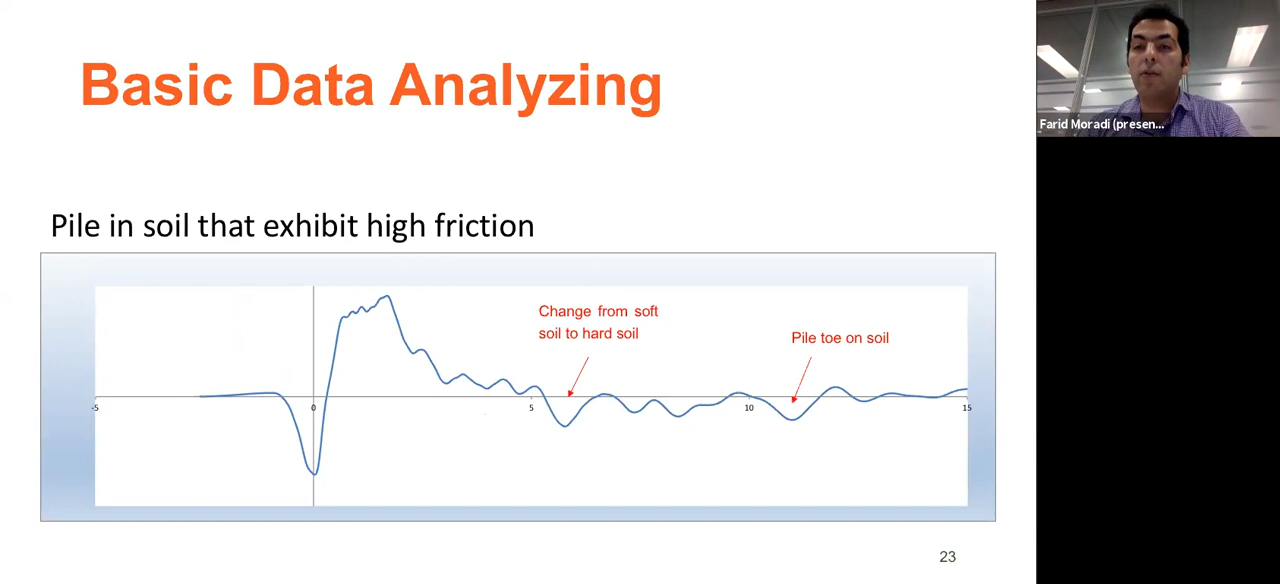 Basic Data Analyzing
Farid Moradi (presen...
Pile in soil that exhibit high friction
Change from soft
soil to hard soil
Pile toe on soil
-5
0
5
10
15
23